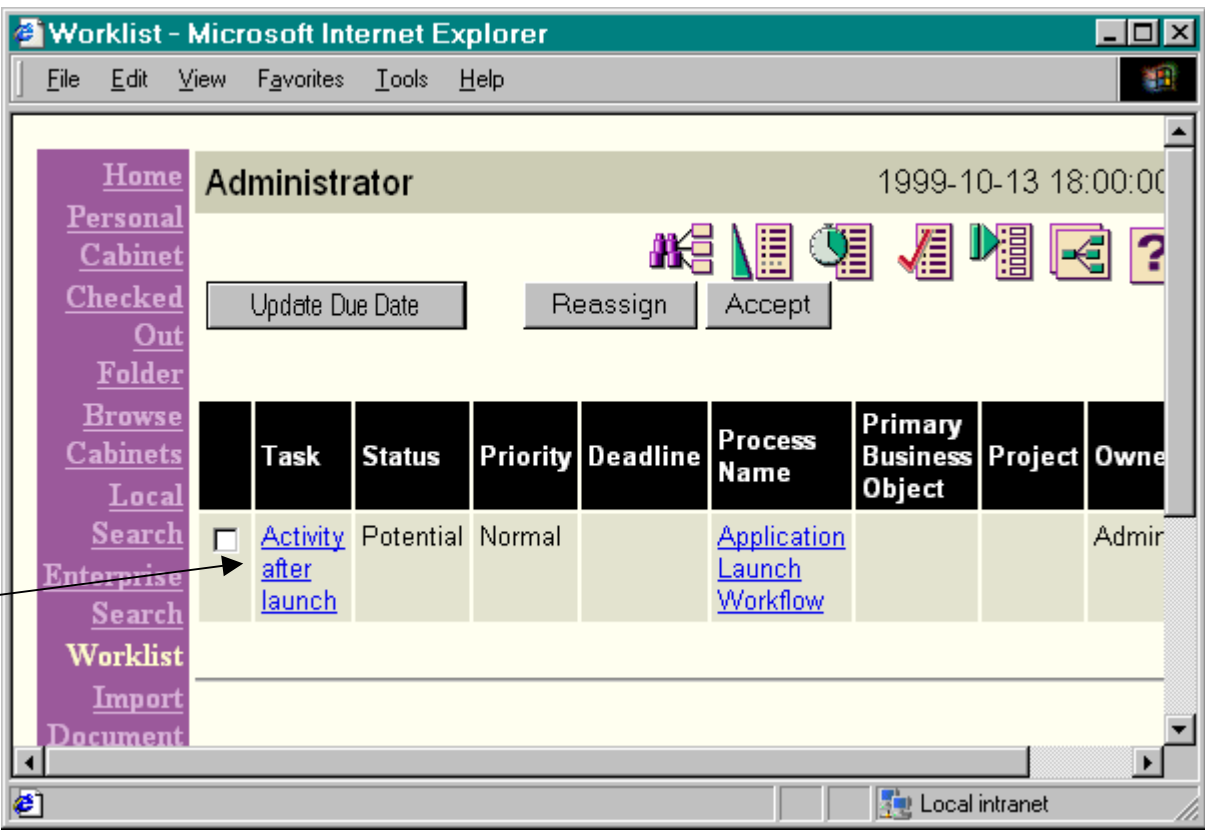 Worklist - Microsoft Internet Explorer
File Edit View Favorites Tools Help
Home
Personal
Cabinet
Checked
Out
Folder
Browse
Cabinets
Local
Search
Enterprise
Search
Worklist
Import
Document
Administrator 1999-10-13 18:00:00
?
Update Due Date Reassign Accept
Task Status Priority Deadline Process Name Primary Business Object Project Owne
Activity after launch Potential Normal Application Launch Workflow Admin
Local intranet